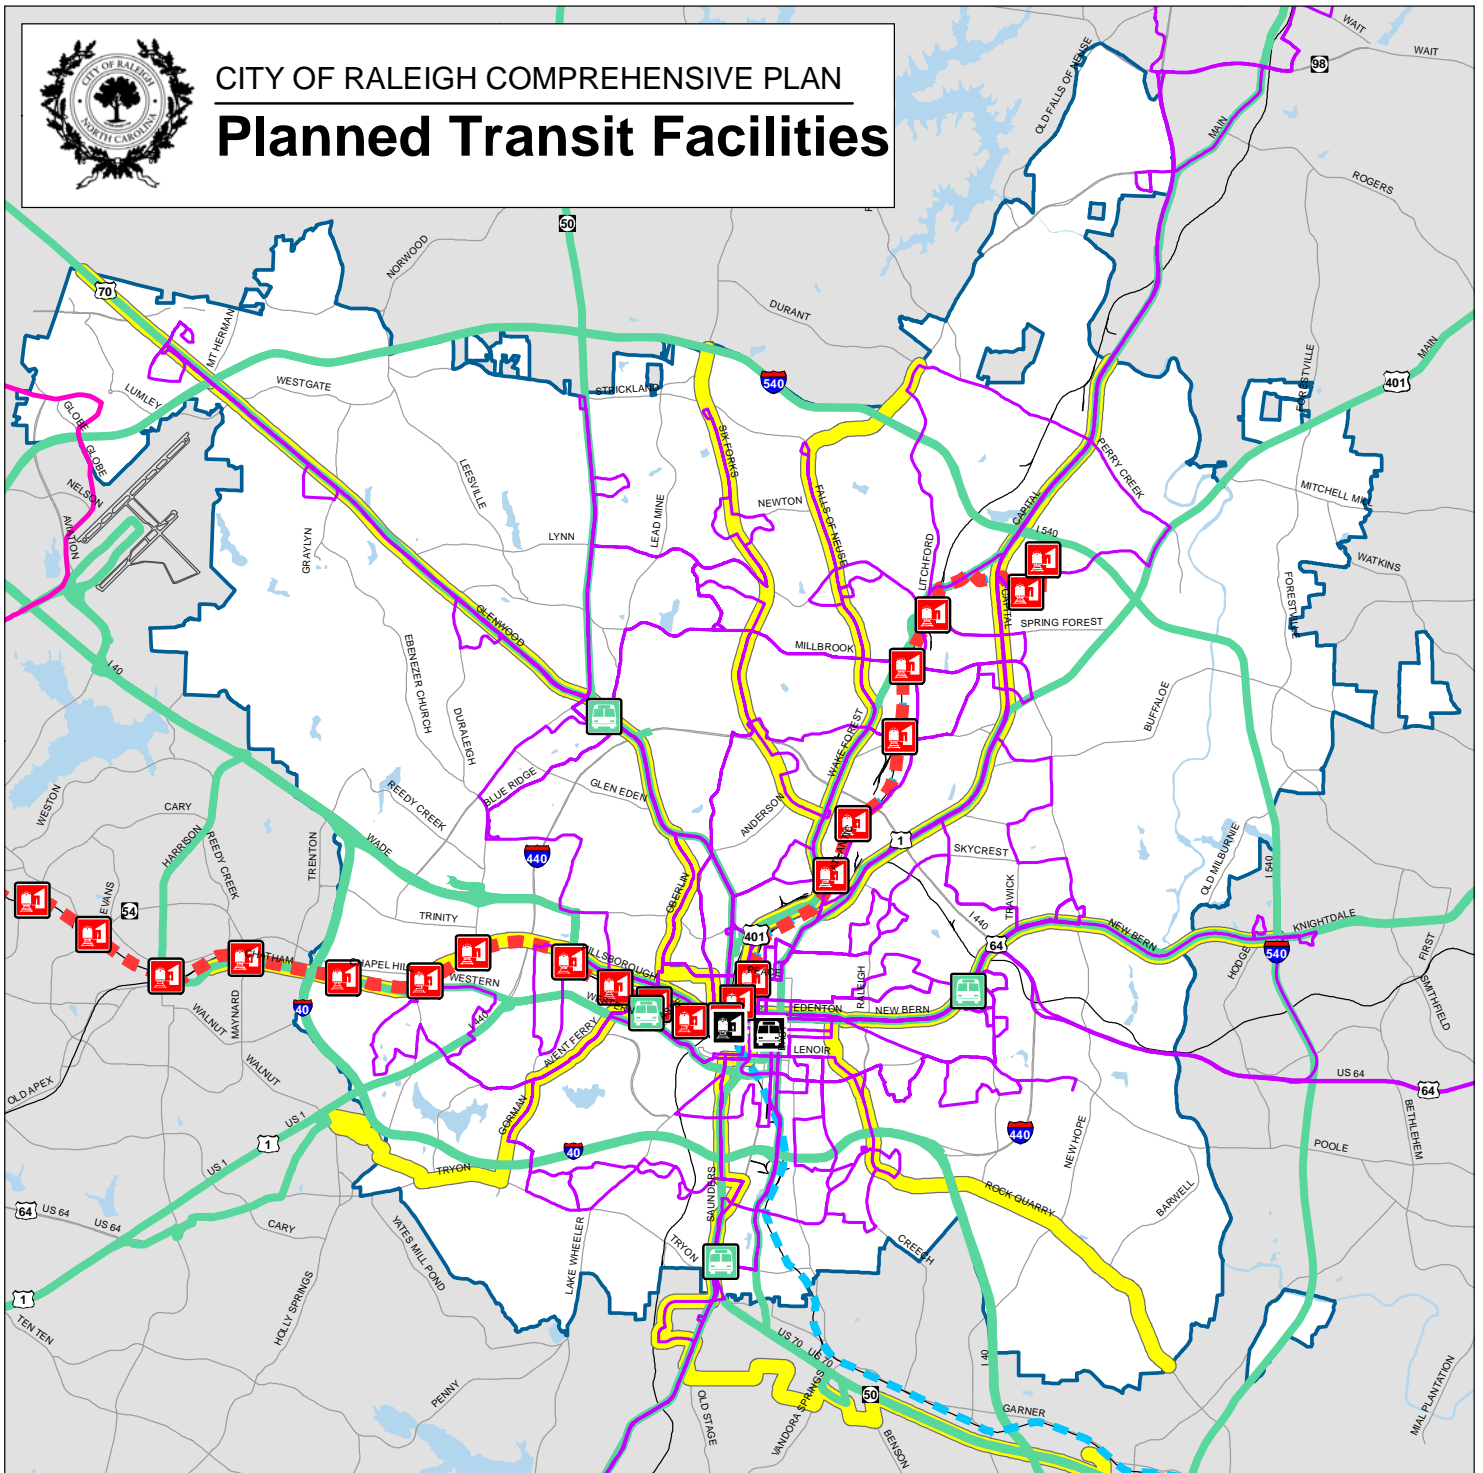 CITY OF RALEIGH COMPREHENSIVE PLAN
Planned Transit Facilities
CITY OF RALEIGH
NORTH CAROLINA
WAIT
WAIT
98
OLD FALLS OF NEUSE
MAIN
ROGERS
50
NORWOOD
70
MT HERMAN
DURANT
FORESTVILLE
MAIN
401
LUMLEY
WESTGATE
STRICKLAND
540
GLOBE
GLOBE
NELSON
AVIATION
LEESVILLE
SIX FORKS
PERRY CREEK
MITCHELL MILL
NEWTON
FALLS OF NEUSE
LEAD MINE
CAPITAL
I 540
LYNN
GRAYLYN
LITCHFORD
WATKINS
FORESTVILLE
CAPITAL
SPRING FOREST
GLENWOOD
EBENEZER CHURCH
MILLBROOK
I 40
DURALEIGH
BUFFALOE
WAKE FOREST
WESTON
CARY
HARRISON
REEDY CREEK
BLUE RIDGE
GLEN EDEN
REEDY CREEK
ANDERSON
ATLANTIC
1
SKYCREST
OLD MILBURNIE
I 540
WADE
TRENTON
440
EVANS
54
OBERLIN
TRAWICK
I 440
TRINITY
401
64
NEW BERN
KNIGHTDALE
HODGE
540
FIRST
SMITHFIELD
CHATHAM
CHAPEL HILL
HILLSBOROUGH
WESTERN
WESTERN
PEACE
RALEIGH
EDENTON
NEW BERN
WALNUT
MAYNARD
40
I 440
AVENT FERRY
LENOIR
WALNUT
OLD APEX
US 64
64
US 1
1
GORMAN
40
440
NEW HOPE
BETHLEHEM
POOLE
US 1
TRYON
SAUNDERS
ROCK QUARRY
BARWELL
64
US 64
US 64
CARY
YATES MILL POND
LAKE WHEELER
TRYON
CREECH
1
TEN TEN
HOLLY SPRINGS
US 70
US 70
I 40
PENNY
OLD STAGE
VANDORA SPRINGS
50
BENSON
GARNER
MIAL PLANTATION